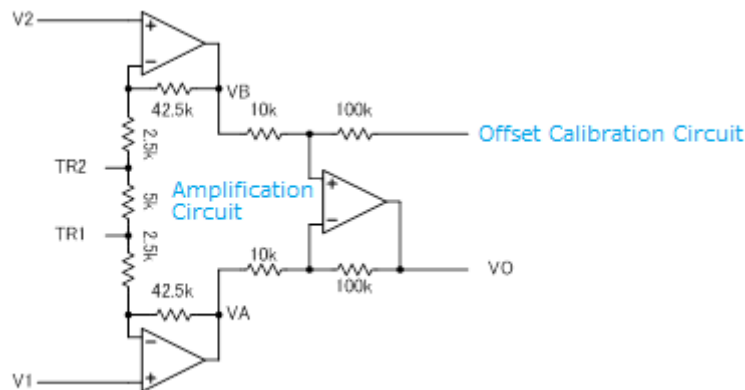 V2
+
−
42.5k
VB
10k
100k
Offset Calibration Circuit
2.5k
TR2
5k
Amplification
Circuit
+
−
TR1
2.5k
10k
100k
VO
42.5k
VA
−
+
V1